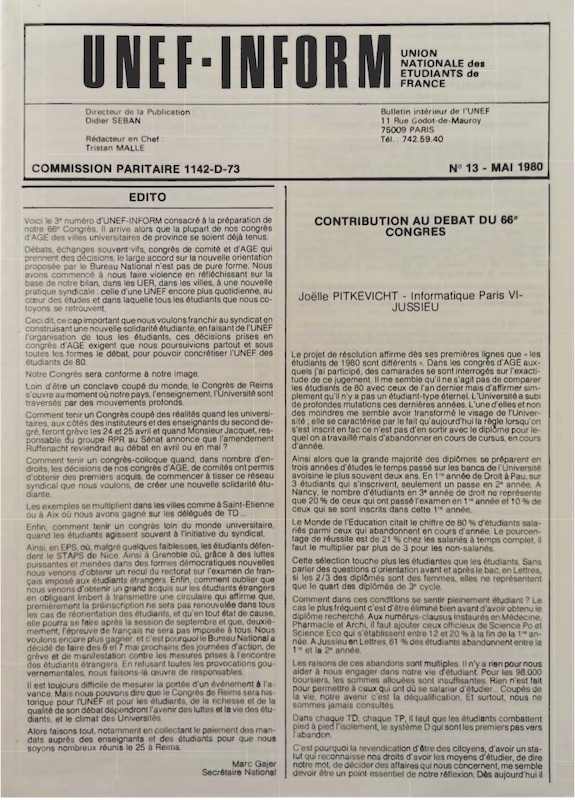 UNEF-INFORM
UNION
NATIONALE des
ETUDIANTS de
FRANCE
Directeur de la Publication :
Didier SEBAN
Rédacteur en Chef :
Tristan MALLE
Bulletin intérieur de l'UNEF
11 Rue Godot-de-Mauroy
75009 PARIS
Tél. : 742.59.40
COMMISSION PARITAIRE 1142-D-73
N° 13 - MAI 1980
EDITO
Voici le 3e numéro d'UNEF-INFORM consacré à la préparation de
notre 66e Congrès. Il arrive alors que la plupart de nos congrès
d'AGE des villes universitaires de province se soient déjà tenus.
Débats, échanges souvent vifs, congrès de comité et d'AGE qui
prennent des décisions, le large accord sur la nouvelle orientation
proposée par le Bureau National n'est pas de pure forme. Nous
avons commencé à nous faire violence en réfléchissant sur la
base de notre bilan, dans les UER, dans les villes, à une nouvelle
pratique syndicale : celle d'une UNEF encore plus quotidienne, au
cœur des études et dans laquelle tous les étudiants que nous co-
toyons se retrouvent.
Ceci dit, ce cap important que nous voulons franchir au syndicat en
construisant une nouvelle solidarité étudiante, en faisant de l'UNEF
l'organisation de tous les étudiants, ces décisions prises en
congrès d'AGE exigent que nous poursuivions partout et sous
toutes les formes le débat, pour pouvoir concrétiser l'UNEF des
étudiants de 80.
Notre Congrès sera conforme à notre image.
Loin d'être un conclave coupé du monde, le Congrès de Reims
s'ouvre au moment où notre pays, l'enseignement, l'Université sont
traversés par des mouvements profonds.
Comment tenir un Congrès coupé des réalités quand les universi-
taires, aux côtés des instituteurs et des enseignants du second de-
gré, feront grève les 24 et 25 avril et quand Monsieur Jacquet, res-
ponsable du groupe RPR au Sénat annonce que l'amendement
Ruffenacht reviendrait au débat en avril ou en mai ?
Comment tenir un congrès-colloque quand, dans nombre d'en-
droits, les décisions de nos congrès d'AGE, de comités ont permis
d'obtenir des premiers acquis, de commencer à tisser ce réseau
syndical que nous voulons, de créer une nouvelle solidarité étu-
diante.
Les exemples se multiplient dans les villes comme à Saint-Etienne
ou à Aix où nous avons gagné sur les délégués de TD ...
Enfin, comment tenir un congrès loin du monde universitaire,
quand les étudiants agissent souvent à l'initiative du syndicat.
Ainsi, en EPS, où, malgré quelques faiblesses, les étudiants défen-
dent le STAPS de Nice. Ainsi à Grenoble où, grâce à des luttes
puissantes et menées dans des formes démocratiques nouvelles
nous venons d'obtenir un recul du rectorat sur l'examen de fran-
çais imposé aux étudiants étrangers. Enfin, comment oublier que
nous venons d'obtenir un grand acquis sur les étudiants étrangers
en obligeant Imbert à transmettre une circulaire qui affirme que,
premièrement la préinscription ne sera pas renouvelée dans tous
les cas de réorientation des étudiants, et qu'en tout état de cause,
elle pourra se faire après la session de septembre et que, deuxiè-
mement, l'épreuve de français ne sera pas imposée à tous. Nous
voulons encore plus gagner, et c'est pourquoi le Bureau National a
décidé de faire des 6 et 7 mai prochains des journées d'action, de
grève et de manifestation contre les mesures prises à l'encontre
des étudiants étrangers. En refusant toutes les provocations gou-
vernementales, nous faisons-là œuvre de responsables.
Il est toujours difficile de mesurer la portée d'un événement à l'a-
vance. Mais nous pouvons dire que le Congrès de Reims sera his-
torique pour l'UNEF et pour les étudiants, de la richesse et de la
qualité de son débat dépendront l'avenir des luttes et la vie des étu-
diants, et le climat des Universités.
Alors faisons tout, notamment en collectant le paiement des man-
dats auprès des enseignants et des étudiants pour que nous
soyons nombreux réunis le 25 à Reims.
Marc Gajer
Secrétaire National
CONTRIBUTION AU DEBAT DU 66e
CONGRES
Joëlle PITKEVICHT - Informatique Paris VI-
JUSSIEU
Le projet de résolution affirme dès ses premières lignes que « les
étudiants de 1980 sont différents ». Dans les congrès d'AGE aux-
quels j'ai participé, des camarades se sont interrogés sur l'exacti-
tude de ce jugement. Il me semble qu'il ne s'agit pas de comparer
les étudiants de 80 avec ceux de l'an dernier mais d'affirmer sim-
plement qu'il n'y a pas un étudiant-type éternel. L'Université a subi
de profondes mutations ces dernières années. L'une d'elles et non
des moindres me semble avoir transformé le visage de l'Univer-
sité ; elle se caractérise par le fait qu'aujourd'hui la règle lorsqu'on
s'est inscrit en fac ce n'est pas d'en sortir avec le diplôme pour le-
quel on a travaillé mais d'abandonner en cours de cursus, en cours
d'année.
Ainsi alors que la grande majorité des diplômes se préparent en
trois années d'études le temps passé sur les bancs de l'Université
avoisine le plus souvent deux ans. En 1re année de Droit à Pau, sur
3 étudiants qui s'inscrivent, seulement un passe en 2e année. A
Nancy, le nombre d'étudiants en 3e année de droit ne représente
que 20 % de ceux qui ont passé l'examen en 1re année et 10 % de
ceux qui se sont inscrits dans cette 1re année.
Le Monde de l'Education citait le chiffre de 80 % d'étudiants sala-
riés parmi ceux qui abandonnent en cours d'année. Le pourcen-
tage de réussite est de 21 % chez les salariés à temps complet, il
faut le multiplier par plus de 3 pour les non-salariés.
Cette sélection touche plus les étudiantes que les étudiants. Sans
parler des questions d'orientation avant et après le bac, en Lettres,
si les 2/3 des diplômés sont des femmes, elles ne représentent
que le quart des diplômés de 3e cycle.
Comment dans ces conditions se sentir pleinement étudiant ? Le
cas le plus fréquent c'est d'être éliminé bien avant d'avoir obtenu le
diplôme recherché. Aux numérus-clausus instaurés en Médecine,
Pharmacie et Archi, il faut ajouter ceux officieux de Science Po et
Science Eco qui s'établissent entre 12 et 20 % à la fin de la 1re an-
née. A Jussieu en Lettres, 61 % des étudiants abandonnent entre la
1re et la 2e année.
Les raisons de ces abandons sont multiples. Il n'y a rien pour nous
aider à nous engager dans notre vie d'étudiant. Pour les 98.000
boursiers, les sommes allouées sont insuffisantes. Rien n'est fait
pour permettre à ceux qui ont dû se salarier d'étudier... Coupés de
la vie, notre avenir c'est la déqualification. Et surtout, nous ne
sommes jamais consultés.
Dans chaque TD, chaque TP, il faut que les étudiants combattent
pied à pied l'isolement, le système D qui sont les premiers pas vers
l'abandon.
C'est pourquoi la revendication d'être des citoyens, d'avoir un sta-
tut qui reconnaisse nos droits d'avoir les moyens d'étudier, de dire
notre mot, de décider des affaires qui nous concernent, me semble
devoir être un point essentiel de notre réflexion. Dès aujourd'hui il